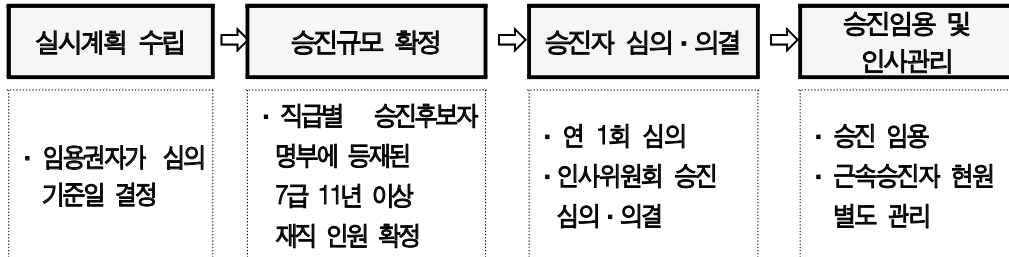 실시계획 수립
승진규모 확정
승진자 심의·의결
승진임용 및
인사관리
· 임용권자가 심의
기준일 결정
· 직급별 승진후보자
명부에 등재된
7급 11년 이상
재직 인원 확정
· 연 1회 심의
· 인사위원회 승진
심의·의결
· 승진 임용
· 근속승진자 현원
별도 관리